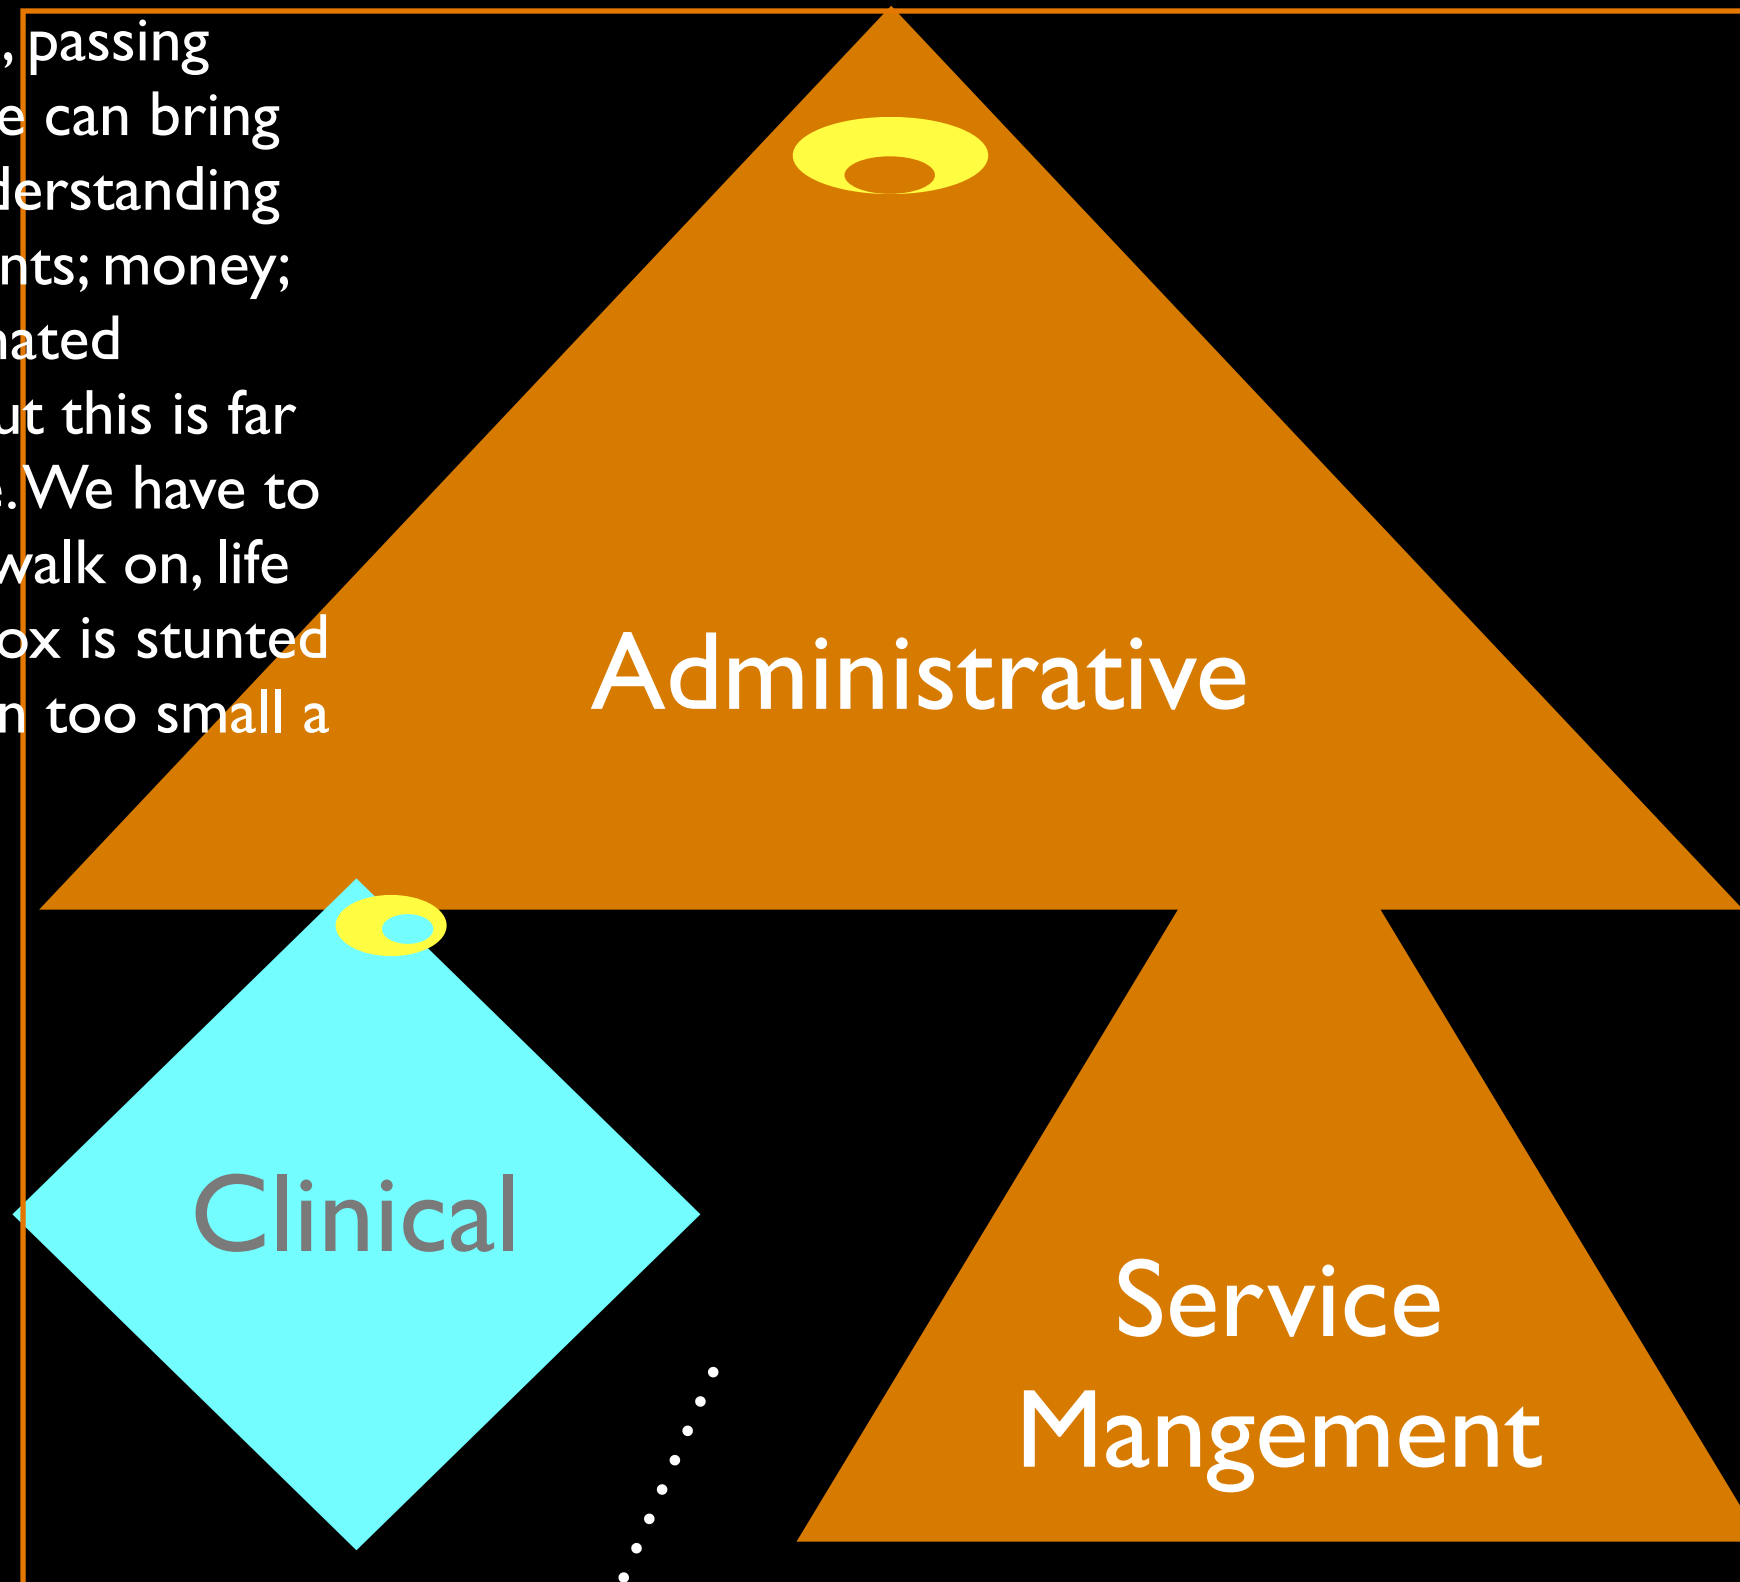 , passing
e can bring
derstanding
nts; money;
nated
ut this is far
e. We have to
walk on, life
ox is stunted
n too small a
Administrative
Clinical
Service
Mangement